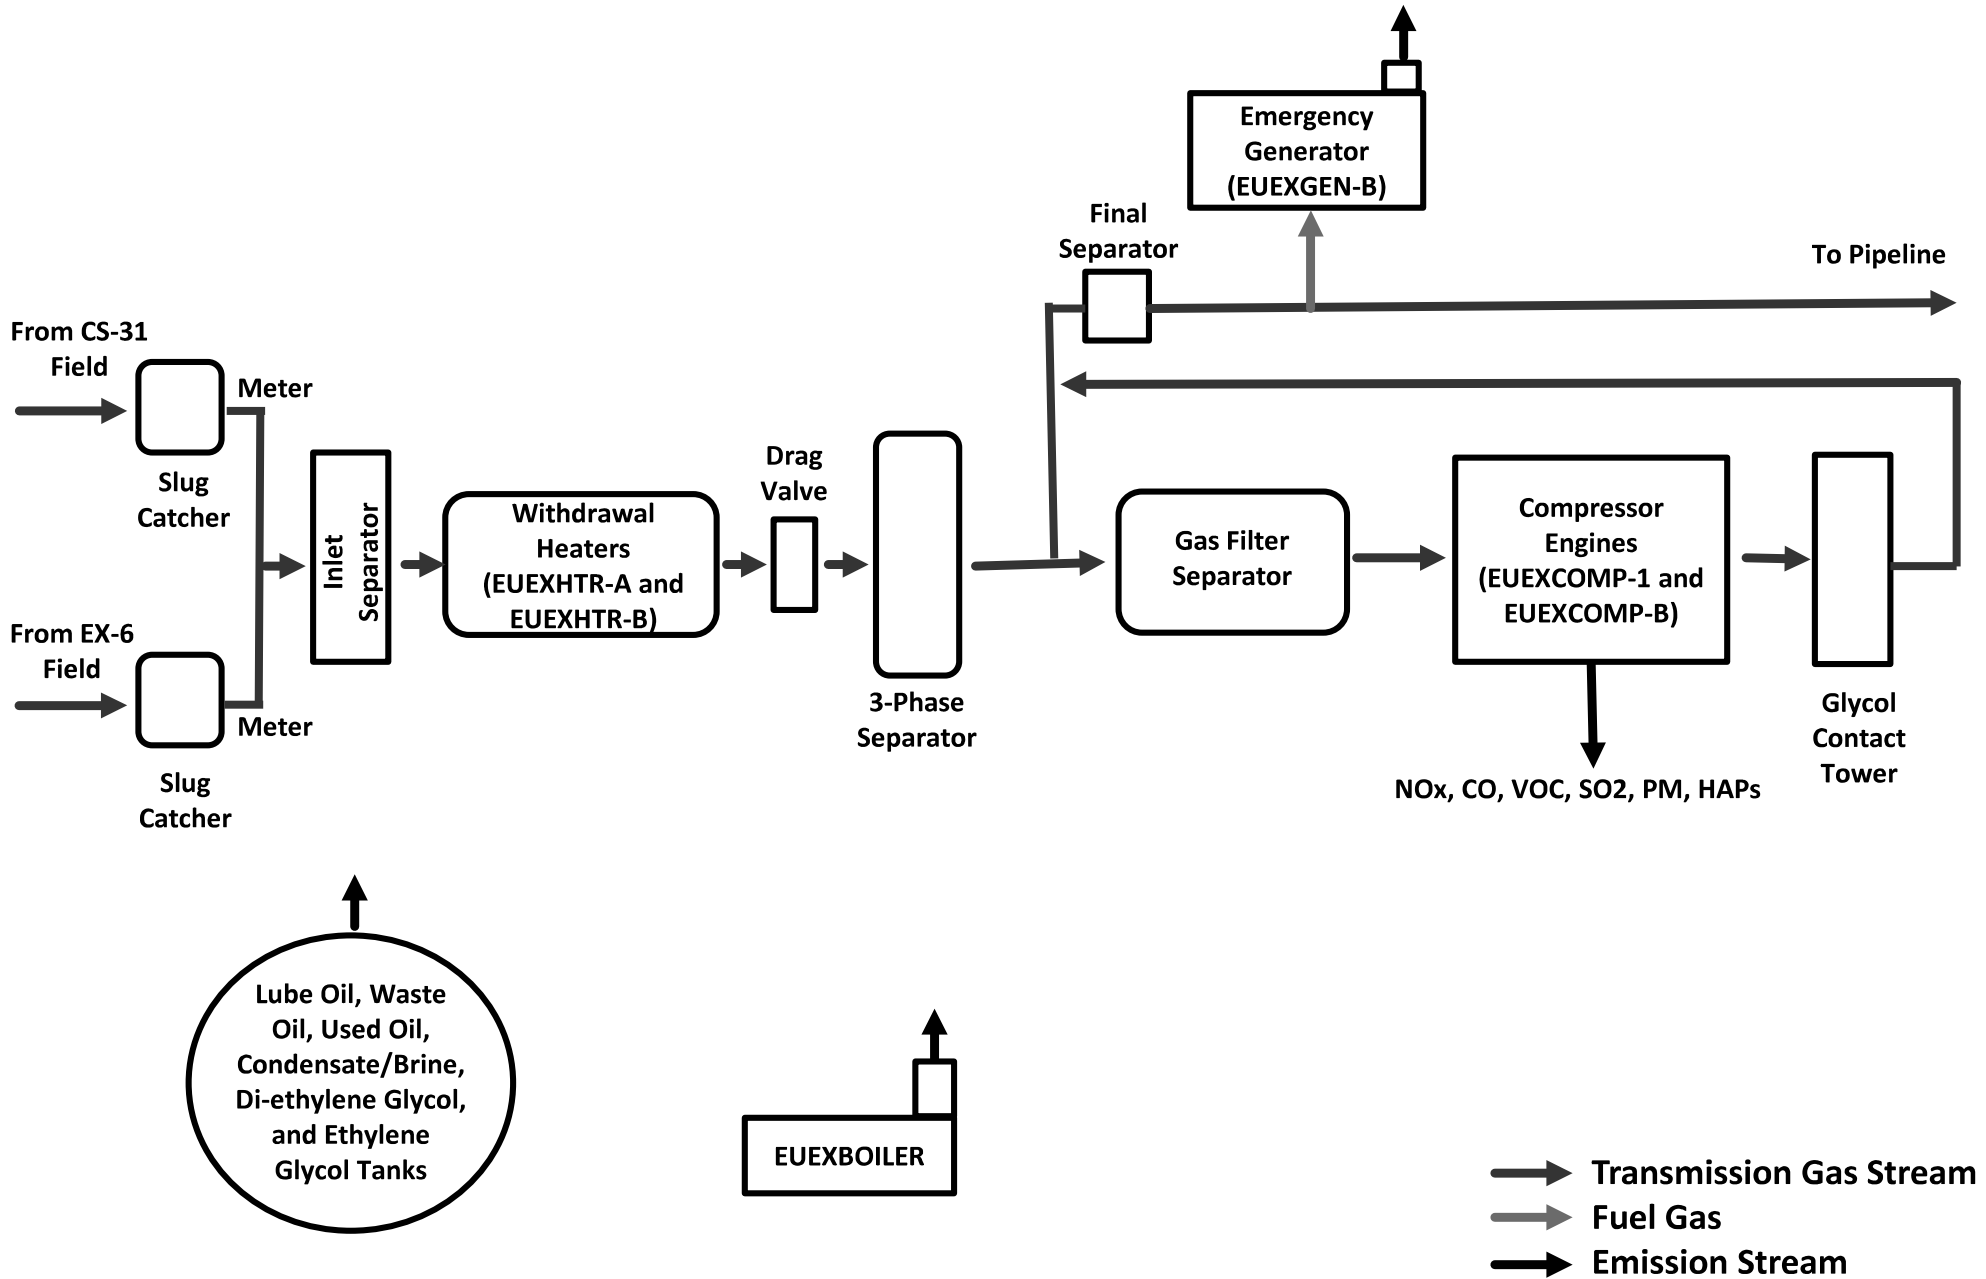 Emergency
Generator
(EUEXGEN-B)
Final
Separator
To Pipeline
From CS-31
Field
Meter
Slug
Catcher
From EX-6
Field
Meter
Slug
Catcher
Inlet
Separator
Withdrawal
Heaters
(EUEXHTR-A and
EUEXHTR-B)
Drag
Valve
3-Phase
Separator
Gas Filter
Separator
Compressor
Engines
(EUEXCOMP-1 and
EUEXCOMP-B)
NOx, CO, VOC, SO2, PM, HAPs
Glycol
Contact
Tower
Lube Oil, Waste
Oil, Used Oil,
Condensate/Brine,
Di-ethylene Glycol,
and Ethylene
Glycol Tanks
EUEXBOILER
Transmission Gas Stream
Fuel Gas
Emission Stream